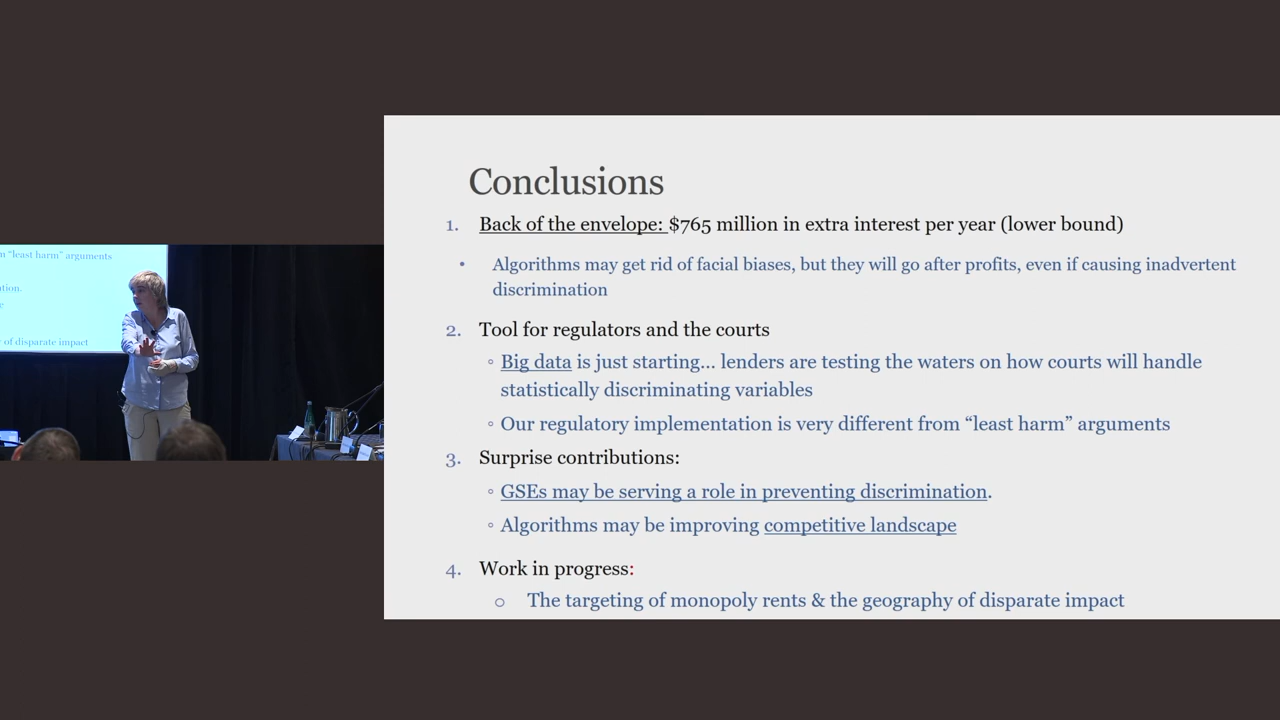 Conclusions
1. Back of the envelope: $765 million in extra interest per year (lower bound)
• Algorithms may get rid of facial biases, but they will go after profits, even if causing inadvertent
discrimination
2. Tool for regulators and the courts
◦ Big data is just starting... lenders are testing the waters on how courts will handle
statistically discriminating variables
◦ Our regulatory implementation is very different from “least harm” arguments
3. Surprise contributions:
◦ GSEs may be serving a role in preventing discrimination.
◦ Algorithms may be improving competitive landscape
4. Work in progress:
o The targeting of monopoly rents & the geography of disparate impact
“least harm” arguments
of disparate impact